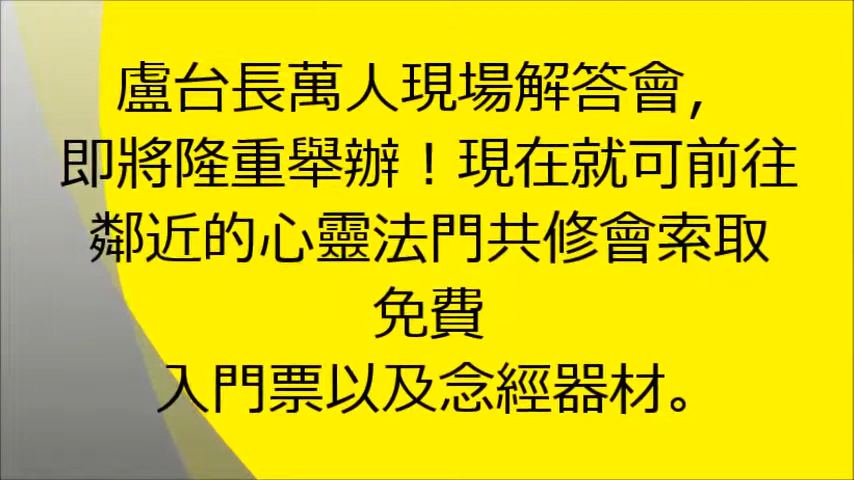 盧台長萬人現場解答會，
即將隆重舉辦！現在就可前往
鄰近的心靈法門共修會索取
免費
入門票以及念經器材。